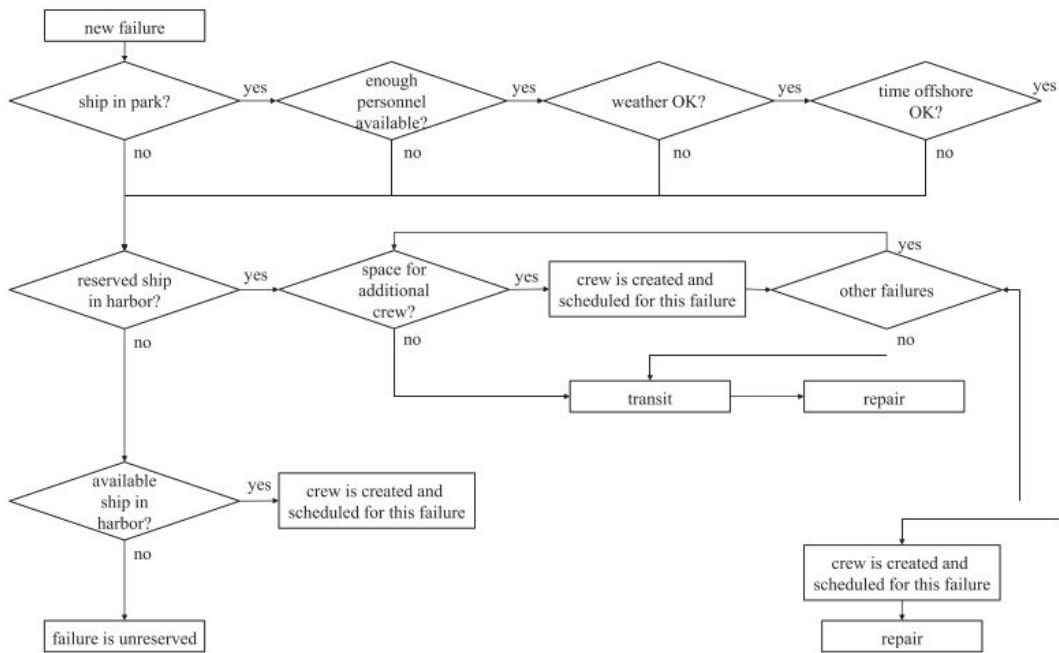 new failure
ship in park?
yes
enough
personnel
available?
yes
weather OK?
yes
time offshore
OK?
yes
no
no
no
no
reserved ship
in harbor?
yes
space for
additional
crew?
yes
crew is created and
scheduled for this failure
other failures
yes
no
no
no
transit
repair
available
ship in
harbor?
yes
crew is created and
scheduled for this failure
no
crew is created and
scheduled for this failure
failure is unreserved
repair